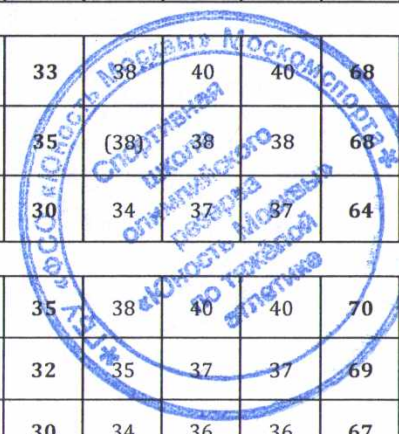 33 38 40 40 68
35 (38) 38 38 68
30 34 37 37 64
35 38 40 40 70
32 35 37 37 69
30 34 36 36 67
* ГБУ «ФСО «Юность Москвы» Москомспорта *
Спортивная
школа
олимпийского
резерва
«Юность Москвы»
по тяжёлой
атлетике